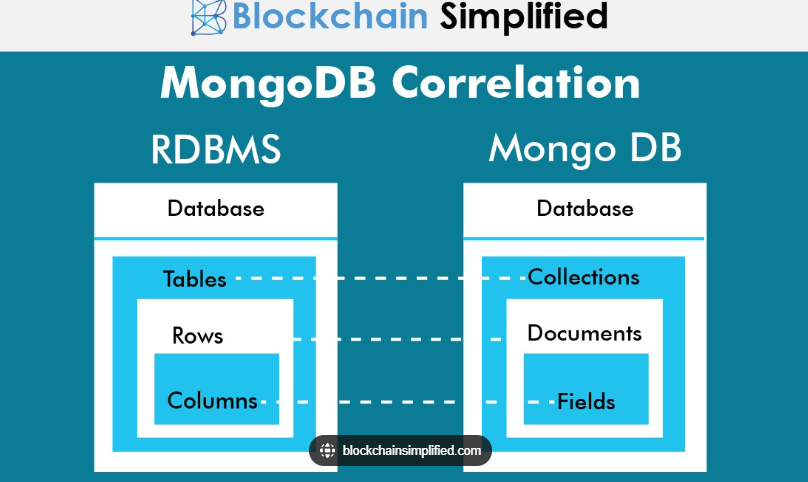 Blockchain Simplified
MongoDB Correlation
RDBMS
Mongo DB
Database
Database
Tables
Collections
Rows
Documents
Columns
Fields
blockchainsimplified.com